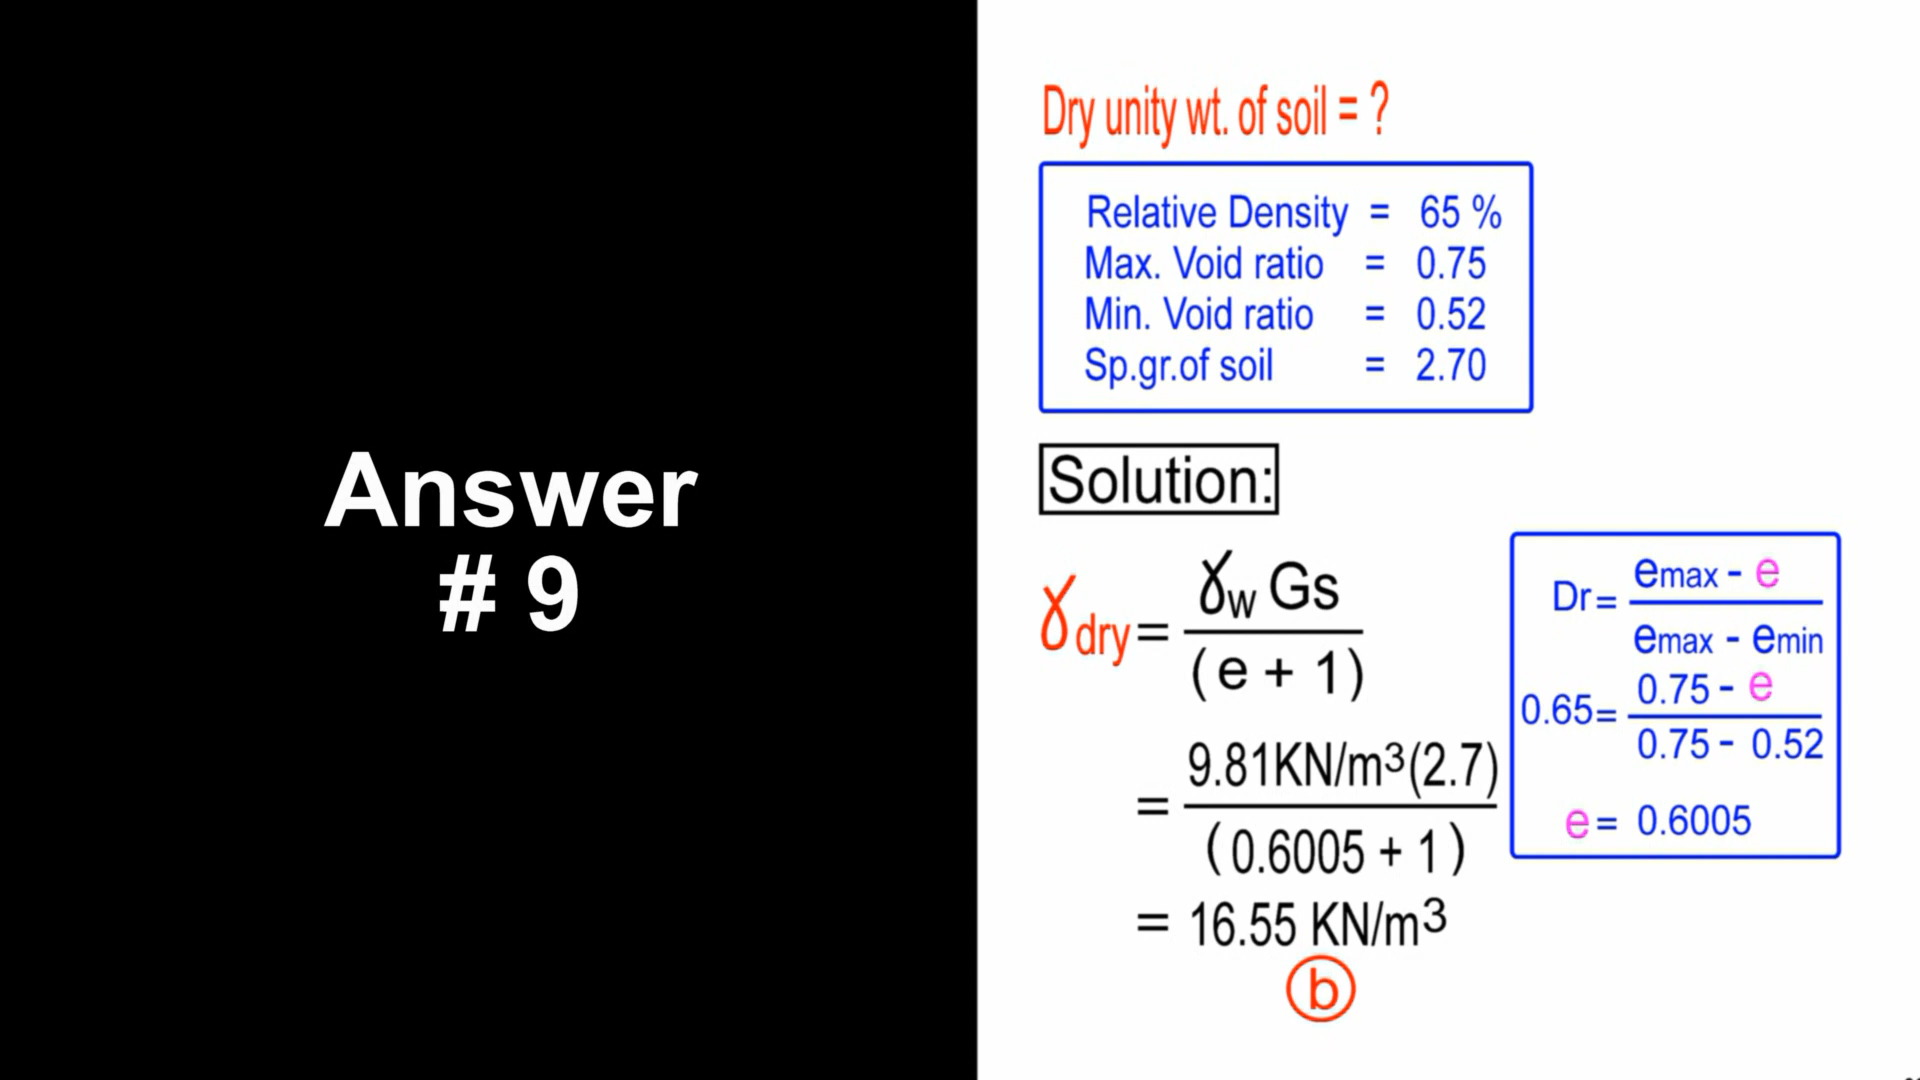 Answer
# 9
Dry unity wt. of soil = ?
Relative Density = 65 %
Max. Void ratio = 0.75
Min. Void ratio = 0.52
Sp.gr.of soil = 2.70
Solution:
ɣdry = ɣw Gs
( e + 1 )
= 9.81KN/m³(2.7)
( 0.6005 + 1 )
= 16.55 KN/m³
b
Dr = emax - e
emax - emin
0.65 = 0.75 - e
0.75 - 0.52
e = 0.6005